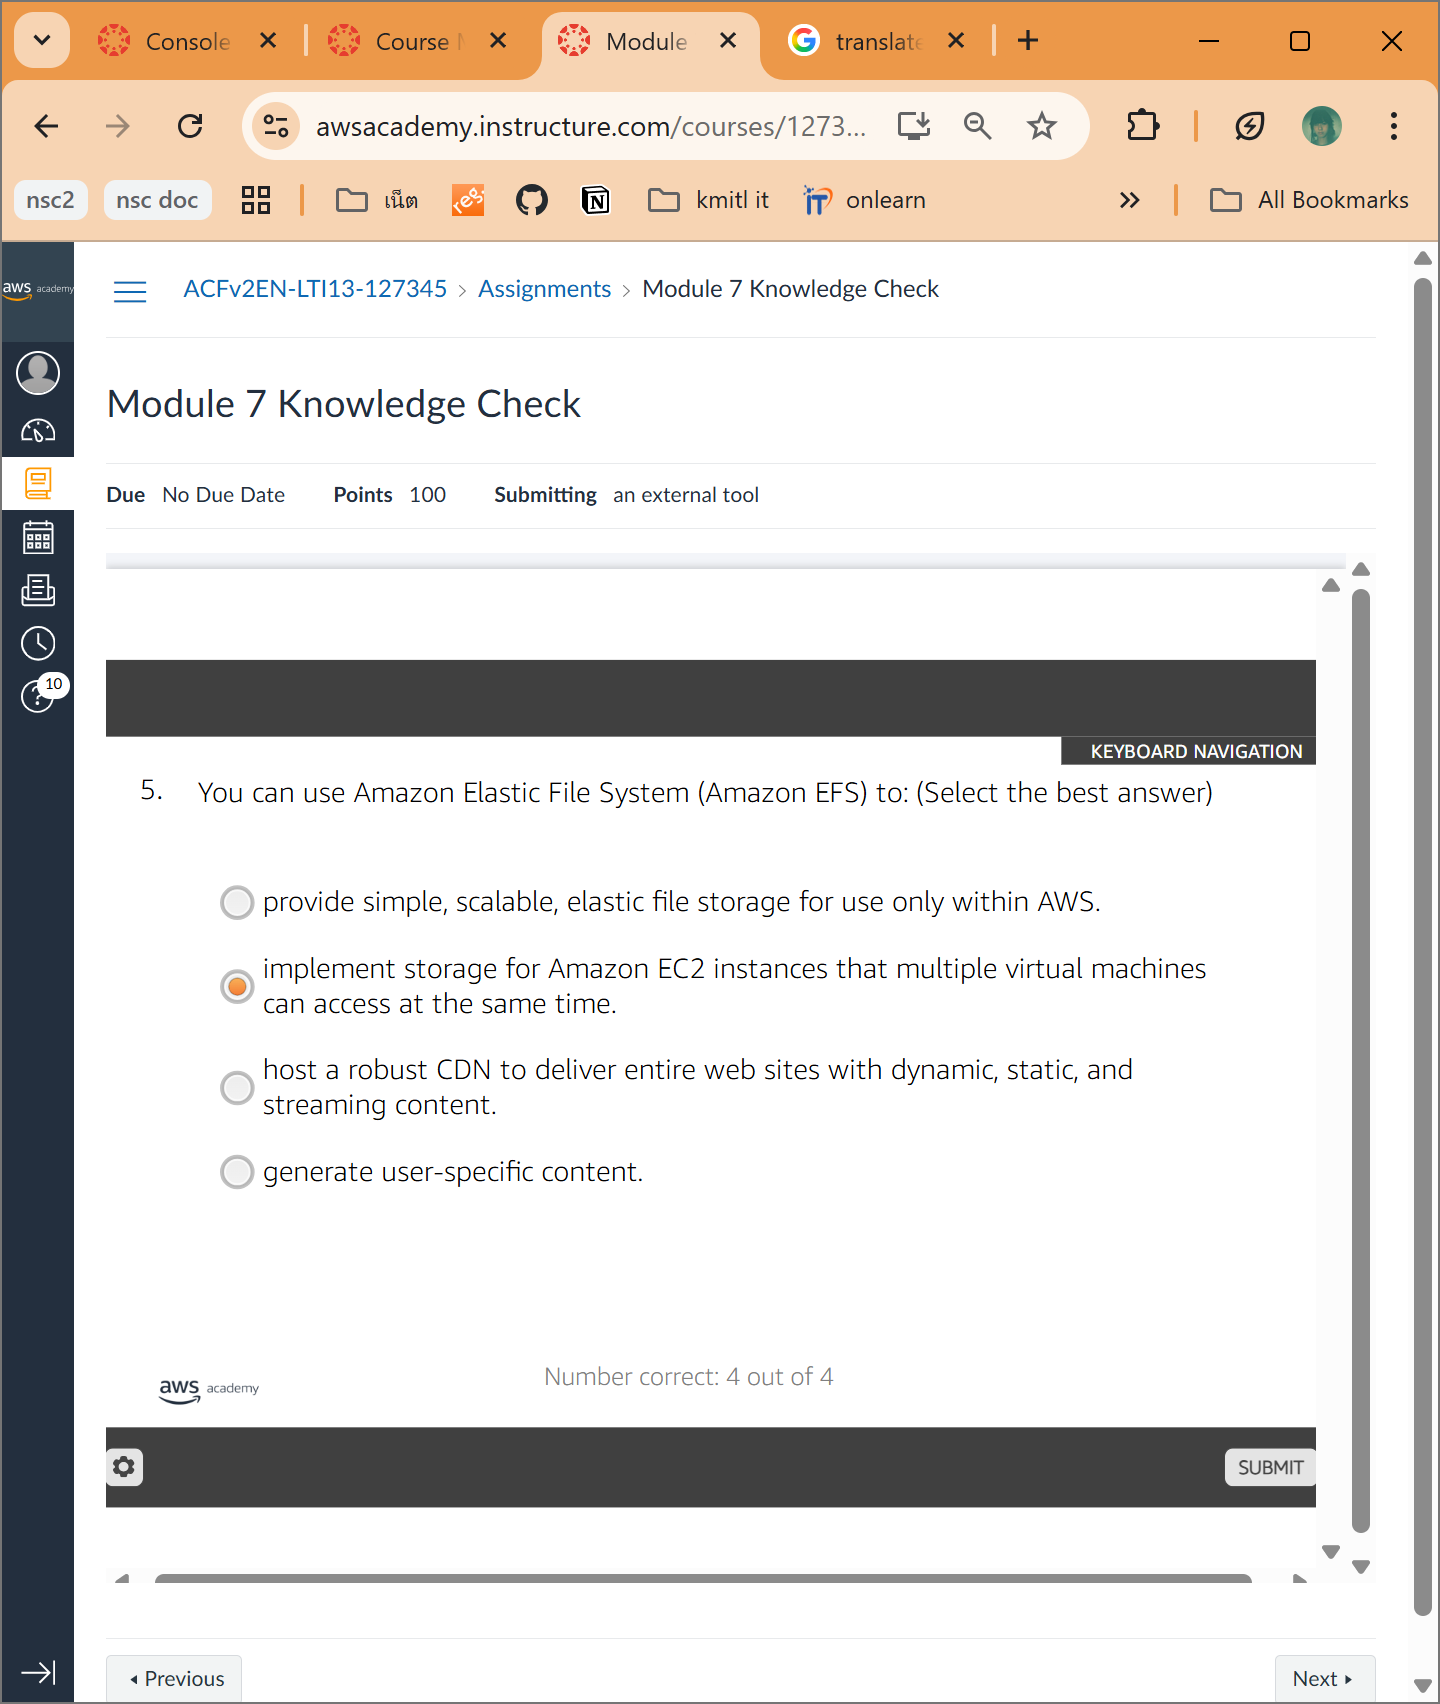 Console
Course
Module
translate
awsacademy.instructure.com/courses/1273...
nsc2
nsc doc
เน็ต
reg.
kmitl it
iT
onlearn
All Bookmarks
aws academy
ACFv2EN-LTI13-127345 > Assignments > Module 7 Knowledge Check
Module 7 Knowledge Check
Due No Due Date Points 100 Submitting an external tool
10
KEYBOARD NAVIGATION
5. You can use Amazon Elastic File System (Amazon EFS) to: (Select the best answer)
provide simple, scalable, elastic file storage for use only within AWS.
implement storage for Amazon EC2 instances that multiple virtual machines
can access at the same time.
host a robust CDN to deliver entire web sites with dynamic, static, and
streaming content.
generate user-specific content.
Number correct: 4 out of 4
aws academy
SUBMIT
Previous
Next